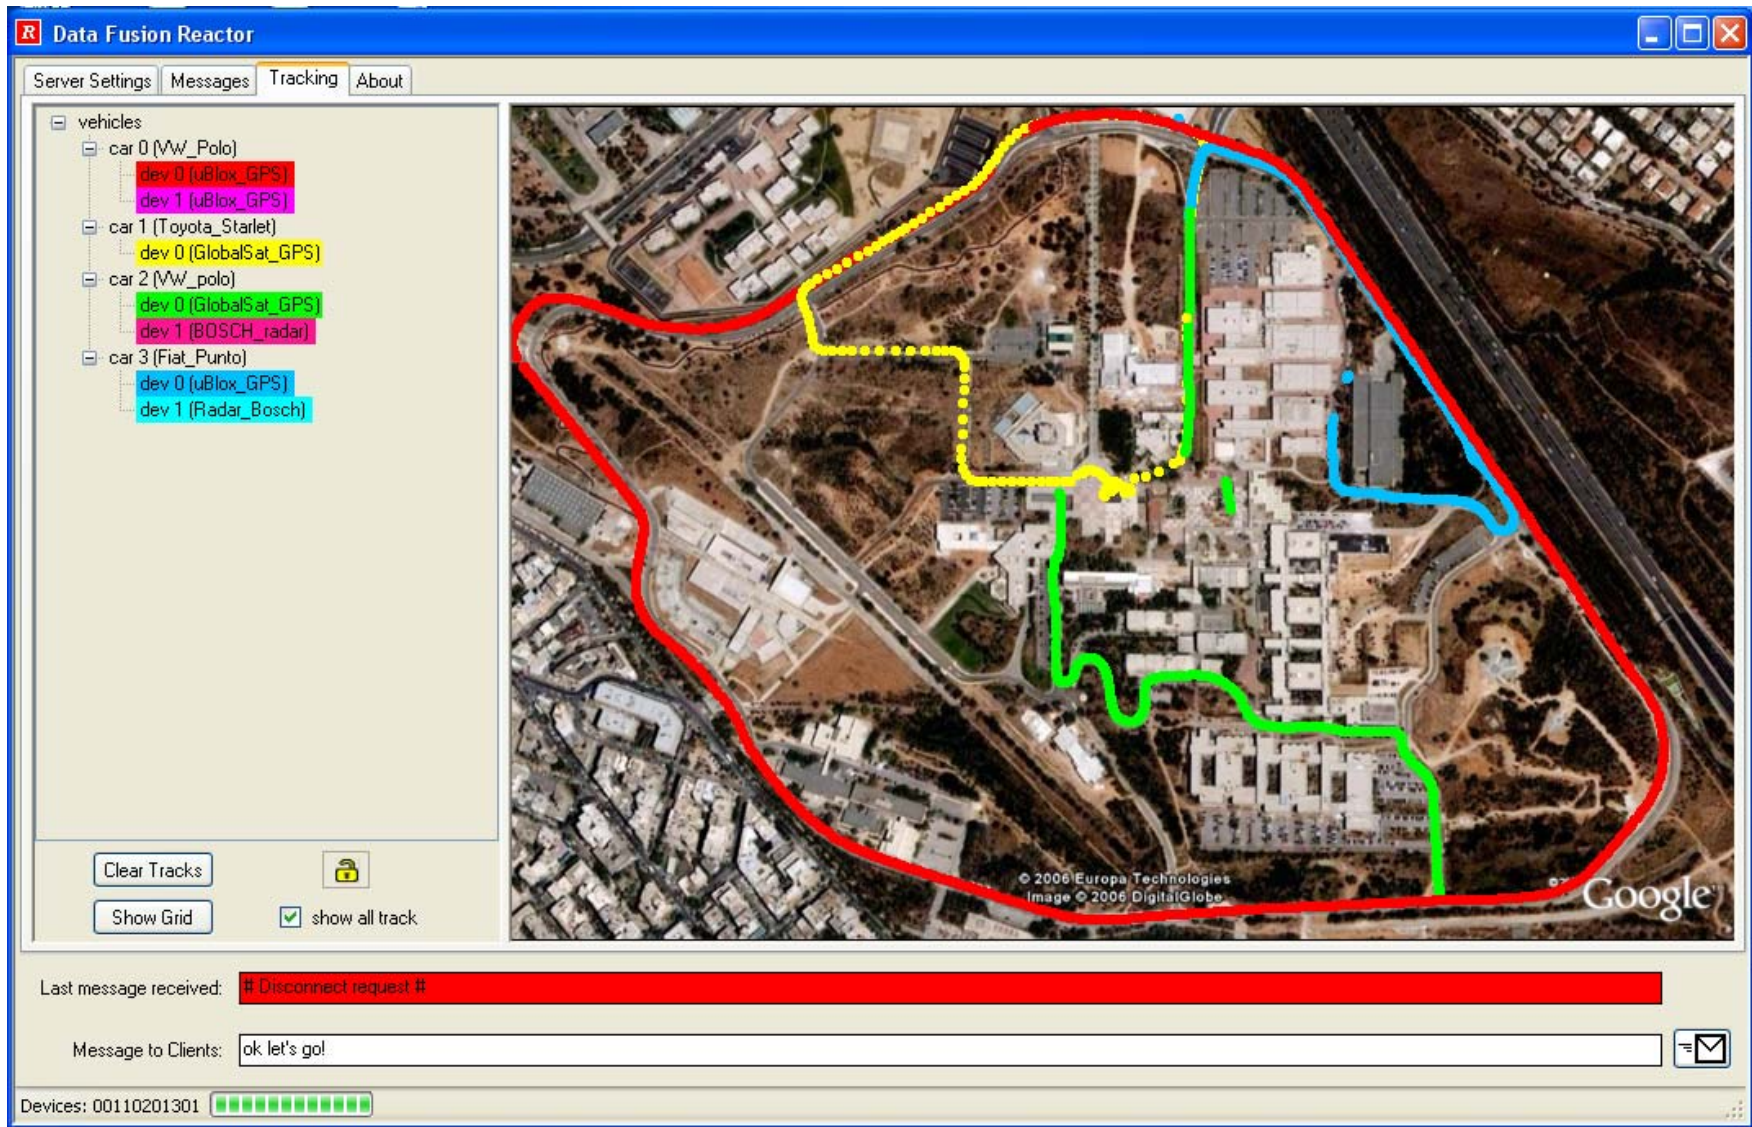 R Data Fusion Reactor
Server Settings Messages Tracking About
vehicles
car 0 (VW_Polo)
dev 0 (uBlox_GPS)
dev 1 (uBlox_GPS)
car 1 (Toyota_Starlet)
dev 0 (GlobalSat_GPS)
car 2 (VW_polo)
dev 0 (GlobalSat_GPS)
dev 1 (BOSCH_radar)
car 3 (Fiat_Punto)
dev 0 (uBlox_GPS)
dev 1 (Radar_Bosch)
Clear Tracks
Show Grid
show all track
© 2006 Europa Technologies
Image © 2006 DigitalGlobe
Google
Last message received: # Disconnect request #
Message to Clients: ok let's go!
Devices: 00110201301